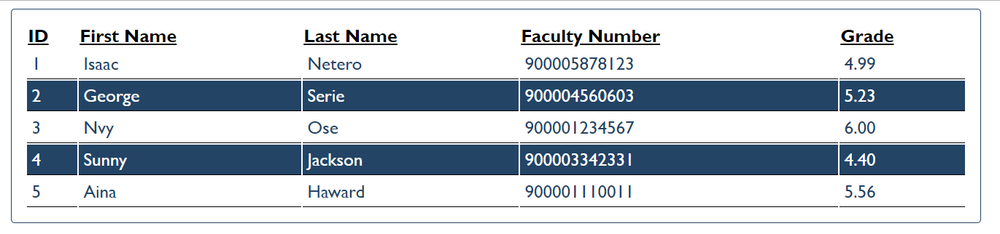 ID First Name Last Name Faculty Number Grade
1 Isaac Netero 900005878123 4.99
2 George Serie 900004560603 5.23
3 Nvy Ose 900001234567 6.00
4 Sunny Jackson 900003342331 4.40
5 Aina Haward 900001110011 5.56